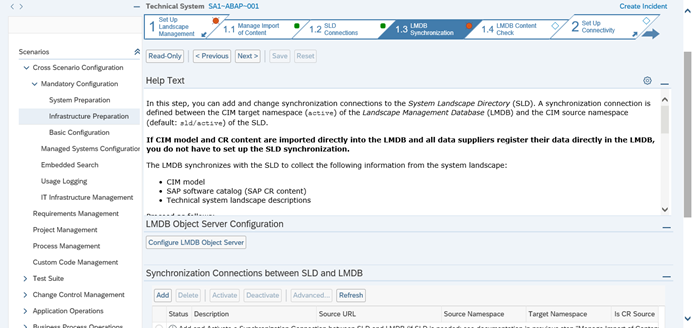 Technical System SA1~ABAP~001
Create Incident
1 Set Up Landscape Management
1.1 Manage Import of Content
1.2 SLD Connections
1.3 LMDB Synchronization
1.4 LMDB Content Check
2 Set Up Connectivity
Read-Only < Previous Next > Save Reset
Scenarios
Cross Scenario Configuration
Mandatory Configuration
System Preparation
Infrastructure Preparation
Basic Configuration
Managed Systems Configuration
Embedded Search
Usage Logging
IT Infrastructure Management
Requirements Management
Project Management
Process Management
Custom Code Management
Test Suite
Change Control Management
Application Operations
Business Process Operations
Help Text
In this step, you can add and change synchronization connections to the System Landscape Directory (SLD). A synchronization connection is
defined between the CIM target namespace (active) of the Landscape Management Database (LMDB) and the CIM source namespace
(default: sld/active) of the SLD.
If CIM model and CR content are imported directly into the LMDB and all data suppliers register their data directly in the LMDB,
you do not have to set up the SLD synchronization.
The LMDB synchronizes with the SLD to collect the following information from the system landscape:
• CIM model
• SAP software catalog (SAP CR content)
• Technical system landscape descriptions
Proceed as follows:
LMDB Object Server Configuration
Configure LMDB Object Server
Synchronization Connections between SLD and LMDB
Add Delete Activate Deactivate Advanced... Refresh
Status Description Source URL Source Namespace Target Namespace Is CR Source